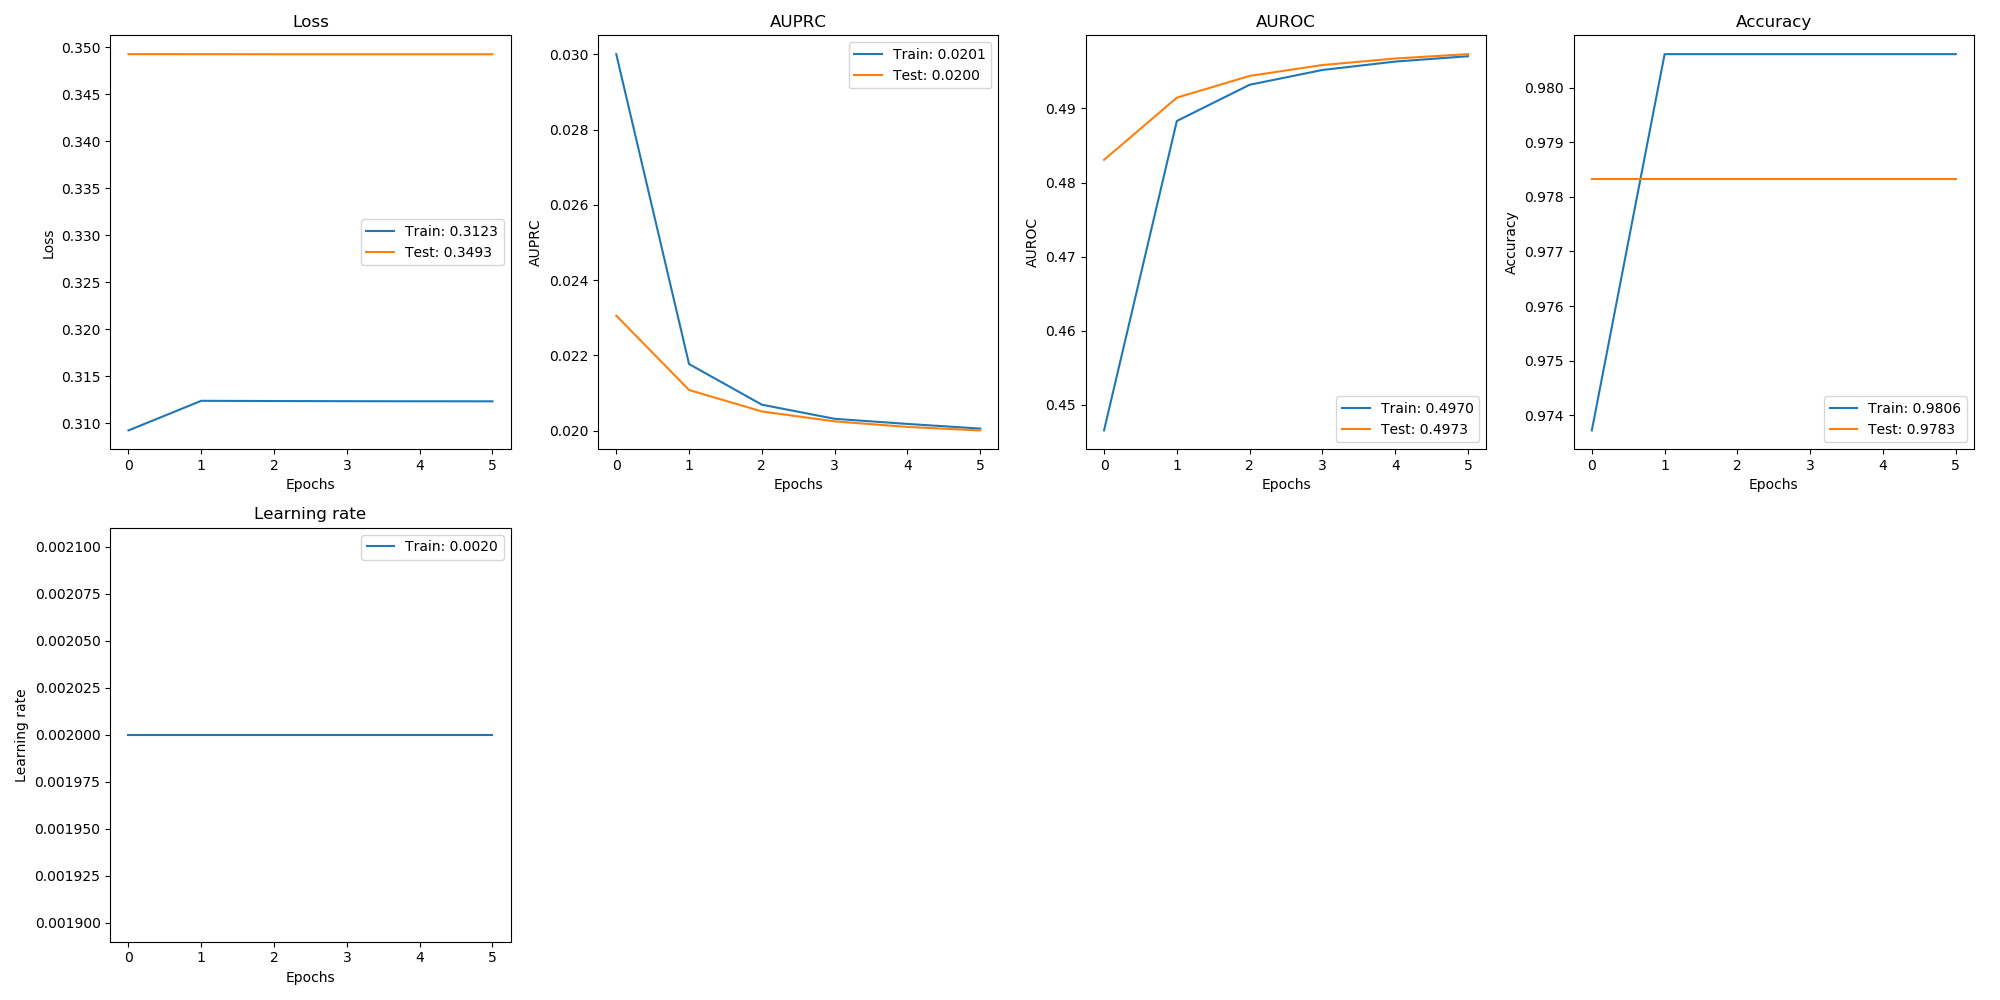 Loss
0.350
0.345
0.340
0.335
0.330
0.325
0.320
0.315
0.310
Loss
Train: 0.3123
Test: 0.3493
0 1 2 3 4 5
Epochs
AUPRC
0.030
0.028
0.026
0.024
0.022
0.020
AUPRC
Train: 0.0201
Test: 0.0200
0 1 2 3 4 5
Epochs
AUROC
0.49
0.48
0.47
0.46
0.45
AUROC
Train: 0.4970
Test: 0.4973
0 1 2 3 4 5
Epochs
Accuracy
0.980
0.979
0.978
0.977
0.976
0.975
0.974
Accuracy
Train: 0.9806
Test: 0.9783
0 1 2 3 4 5
Epochs
Learning rate
0.002100
0.002075
0.002050
0.002025
0.002000
0.001975
0.001950
0.001925
0.001900
Learning rate
Train: 0.0020
0 1 2 3 4 5
Epochs